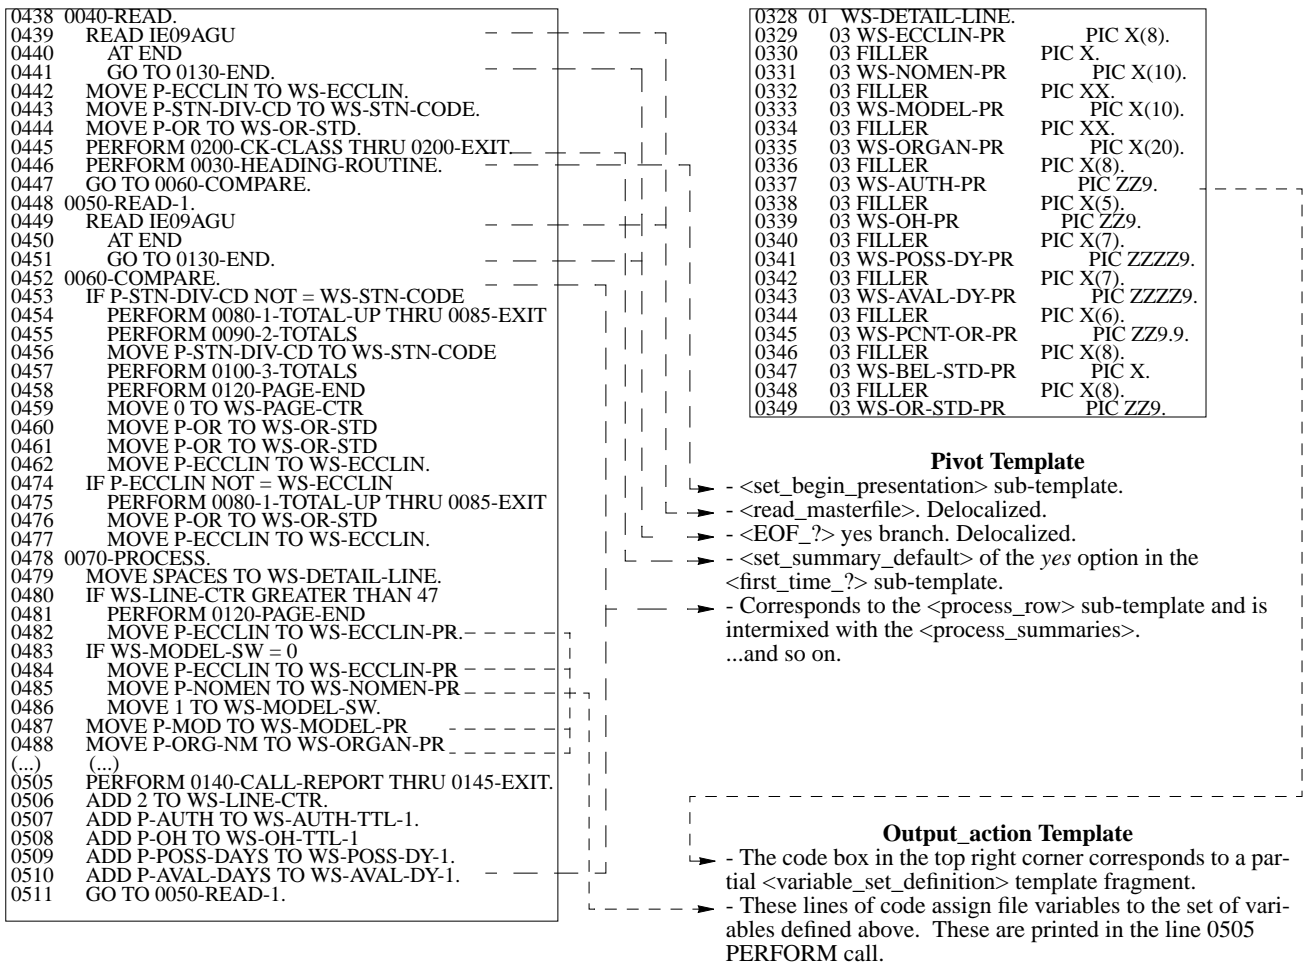 0438 0040-READ.
0439 READ IE09AGU
0440 AT END
0441 GO TO 0130-END.
0442 MOVE P-ECCLIN TO WS-ECCLIN.
0443 MOVE P-STN-DIV-CD TO WS-STN-CODE.
0444 MOVE P-OR TO WS-OR-STD.
0445 PERFORM 0200-CK-CLASS THRU 0200-EXIT.
0446 PERFORM 0030-HEADING-ROUTINE.
0447 GO TO 0060-COMPARE.
0448 0050-READ-1.
0449 READ IE09AGU
0450 AT END
0451 GO TO 0130-END.
0452 0060-COMPARE.
0453 IF P-STN-DIV-CD NOT = WS-STN-CODE
0454 PERFORM 0080-1-TOTAL-UP THRU 0085-EXIT
0455 PERFORM 0090-2-TOTALS
0456 MOVE P-STN-DIV-CD TO WS-STN-CODE
0457 PERFORM 0100-3-TOTALS
0458 PERFORM 0120-PAGE-END
0459 MOVE 0 TO WS-PAGE-CTR
0460 MOVE P-OR TO WS-OR-STD
0461 MOVE P-OR TO WS-OR-STD
0462 MOVE P-ECCLIN TO WS-ECCLIN.
0474 IF P-ECCLIN NOT = WS-ECCLIN
0475 PERFORM 0080-1-TOTAL-UP THRU 0085-EXIT
0476 MOVE P-OR TO WS-OR-STD
0477 MOVE P-ECCLIN TO WS-ECCLIN.
0478 0070-PROCESS.
0479 MOVE SPACES TO WS-DETAIL-LINE.
0480 IF WS-LINE-CTR GREATER THAN 47
0481 PERFORM 0120-PAGE-END
0482 MOVE P-ECCLIN TO WS-ECCLIN-PR.
0483 IF WS-MODEL-SW = 0
0484 MOVE P-ECCLIN TO WS-ECCLIN-PR
0485 MOVE P-NOMEN TO WS-NOMEN-PR
0486 MOVE 1 TO WS-MODEL-SW.
0487 MOVE P-MOD TO WS-MODEL-PR
0488 MOVE P-ORG-NM TO WS-ORGAN-PR
(...) (...)
0505 PERFORM 0140-CALL-REPORT THRU 0145-EXIT.
0506 ADD 2 TO WS-LINE-CTR.
0507 ADD P-AUTH TO WS-AUTH-TTL-1.
0508 ADD P-OH TO WS-OH-TTL-1
0509 ADD P-POSS-DAYS TO WS-POSS-DY-1.
0510 ADD P-AVAL-DAYS TO WS-AVAL-DY-1.
0511 GO TO 0050-READ-1.
0328 01 WS-DETAIL-LINE.
0329 03 WS-ECCLIN-PR PIC X(8).
0330 03 FILLER PIC X.
0331 03 WS-NOMEN-PR PIC X(10).
0332 03 FILLER PIC XX.
0333 03 WS-MODEL-PR PIC X(10).
0334 03 FILLER PIC XX.
0335 03 WS-ORGAN-PR PIC X(20).
0336 03 FILLER PIC X(8).
0337 03 WS-AUTH-PR PIC ZZ9.
0338 03 FILLER PIC X(5).
0339 03 WS-OH-PR PIC ZZ9.
0340 03 FILLER PIC X(7).
0341 03 WS-POSS-DY-PR PIC ZZZZ9.
0342 03 FILLER PIC X(7).
0343 03 WS-AVAL-DY-PR PIC ZZZZ9.
0344 03 FILLER PIC X(6).
0345 03 WS-PCNT-OR-PR PIC ZZ9.9.
0346 03 FILLER PIC X(8).
0347 03 WS-BEL-STD-PR PIC X.
0348 03 FILLER PIC X(8).
0349 03 WS-OR-STD-PR PIC ZZ9.
Pivot Template
- <set_begin_presentation> sub-template.
- <read_masterfile>. Delocalized.
- <EOF_?> yes branch. Delocalized.
- <set_summary_default> of the yes option in the
<first_time_?> sub-template.
- Corresponds to the <process_row> sub-template and is
intermixed with the <process_summaries>.
...and so on.
Output_action Template
- The code box in the top right corner corresponds to a par-
tial <variable_set_definition> template fragment.
- These lines of code assign file variables to the set of vari-
ables defined above. These are printed in the line 0505
PERFORM call.